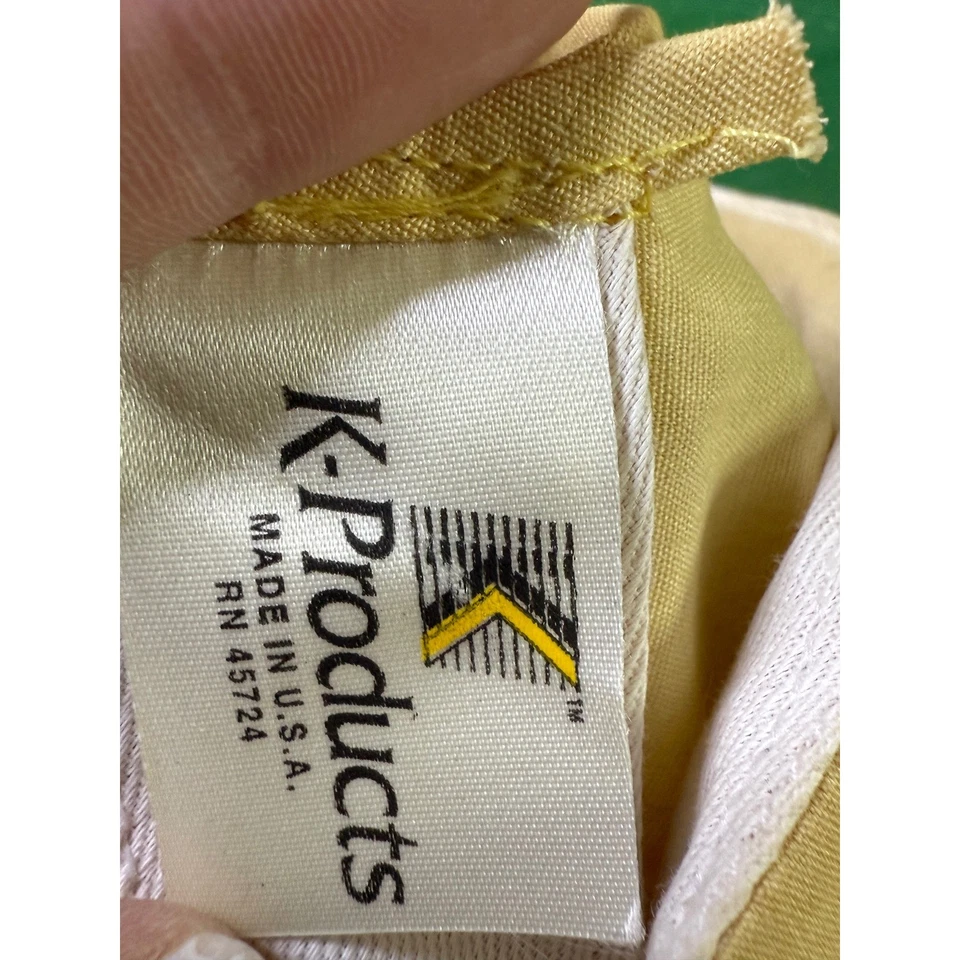 ™
K-Products
MADE IN U.S.A.
RN 45724